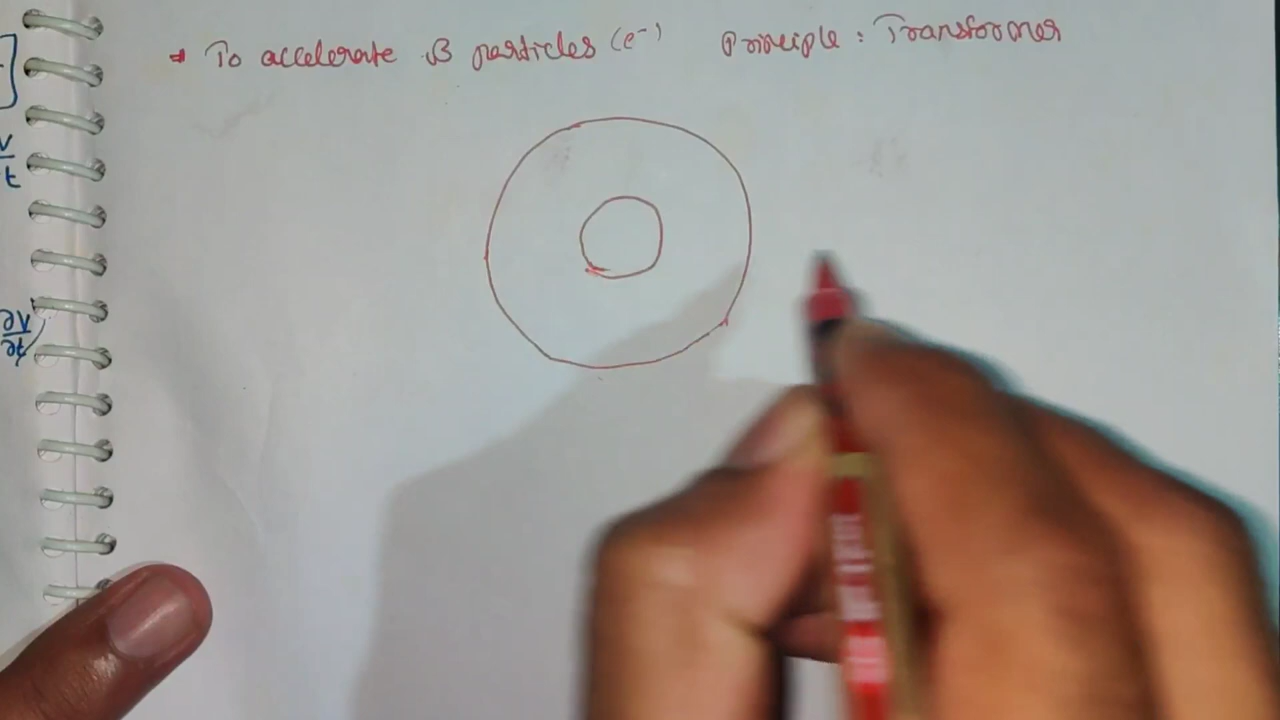 To accelerate β particles (e⁻) Principle : Transformer